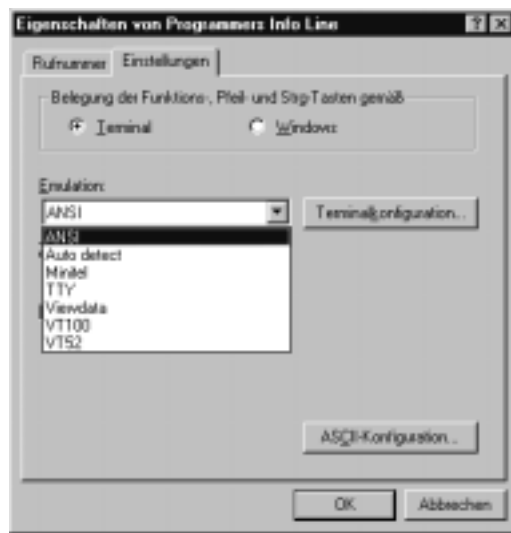 Eigenschaften von Programmers Info Line
Rufnummer Einstellungen
Belegung der Funktions-, Pfeil- und Strg-Tasten gemäß
Terminal Windows
Emulation:
ANSI Terminalkonfiguration...
ANSI
Auto detect
Minitel
TTY
Viewdata
VT100
VT52
ASCII-Konfiguration...
OK Abbrechen